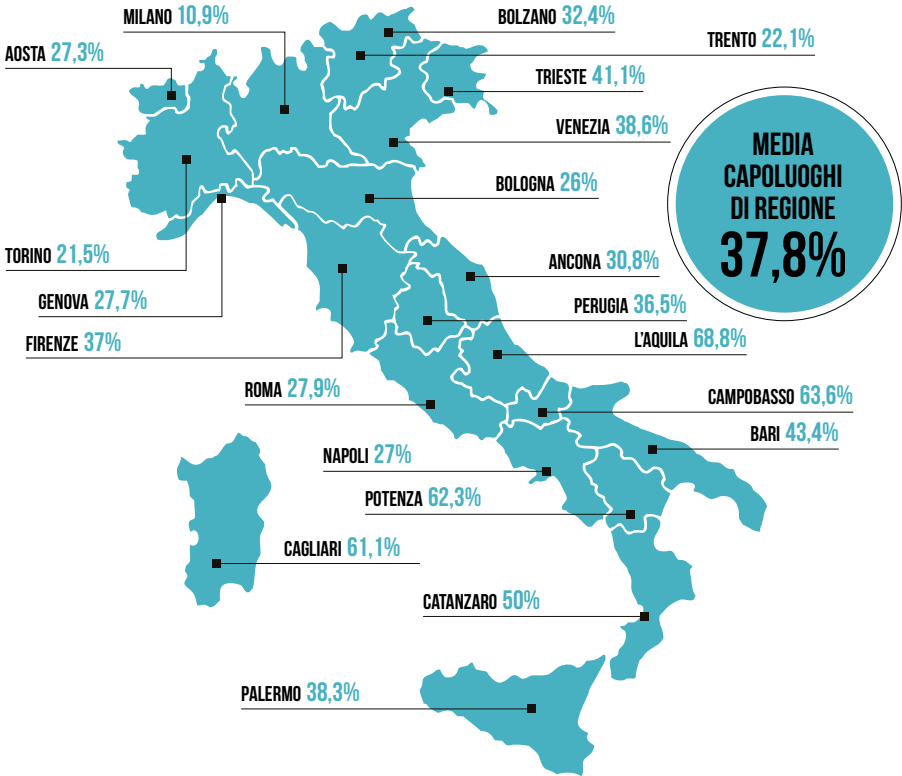 MILANO 10,9%
BOLZANO 32,4%
AOSTA 27,3%
TRENTO 22,1%
TRIESTE 41,1%
VENEZIA 38,6%
MEDIA
CAPOLUOGHI
DI REGIONE
37,8%
BOLOGNA 26%
TORINO 21,5%
ANCONA 30,8%
GENOVA 27,7%
PERUGIA 36,5%
FIRENZE 37%
L'AQUILA 68,8%
ROMA 27,9%
CAMPOBASSO 63,6%
BARI 43,4%
NAPOLI 27%
POTENZA 62,3%
CAGLIARI 61,1%
CATANZARO 50%
PALERMO 38,3%